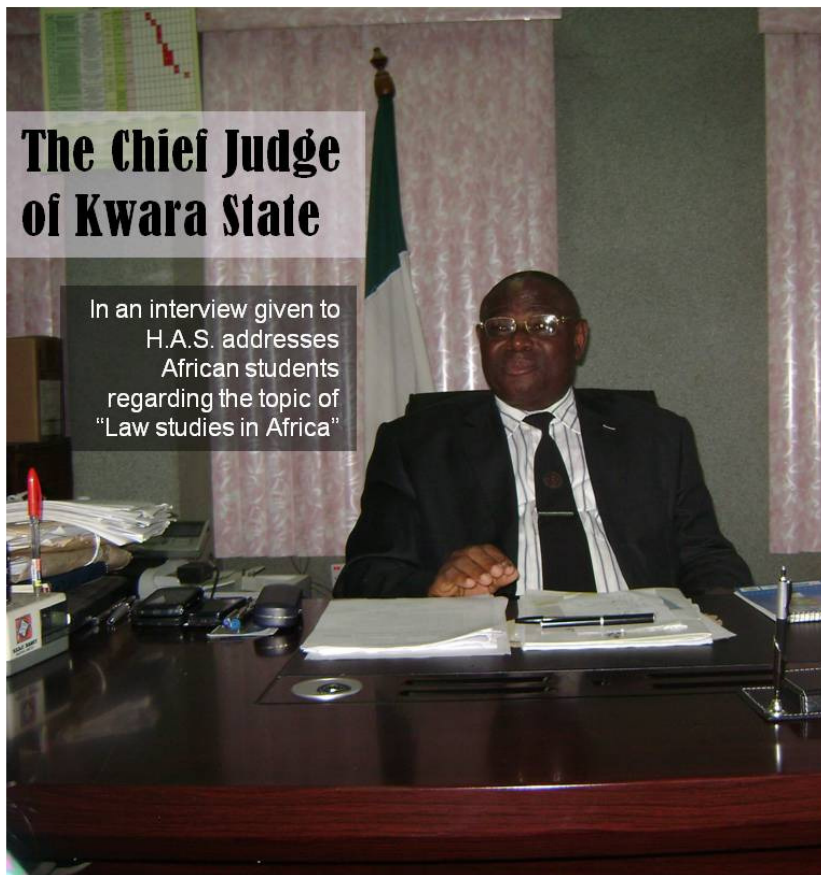 The Chief Judge
of Kwara State
In an interview given to
H.A.S. addresses
African students
regarding the topic of
“Law studies in Africa”